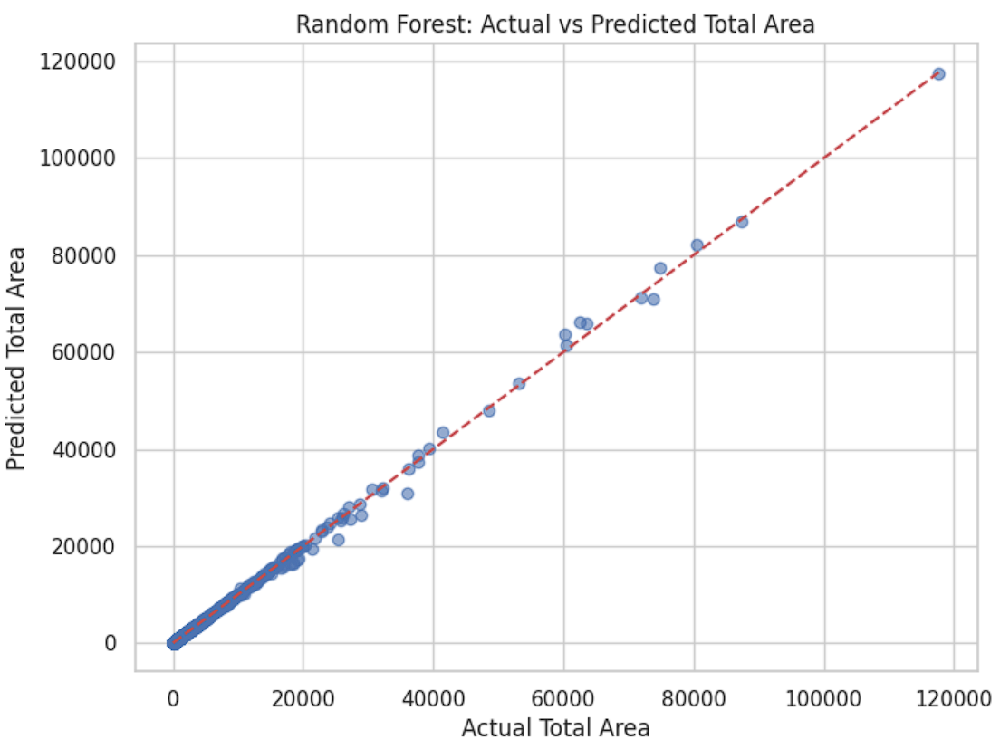 Random Forest: Actual vs Predicted Total Area
120000
100000
80000
60000
40000
20000
0
Predicted Total Area
0 20000 40000 60000 80000 100000 120000
Actual Total Area